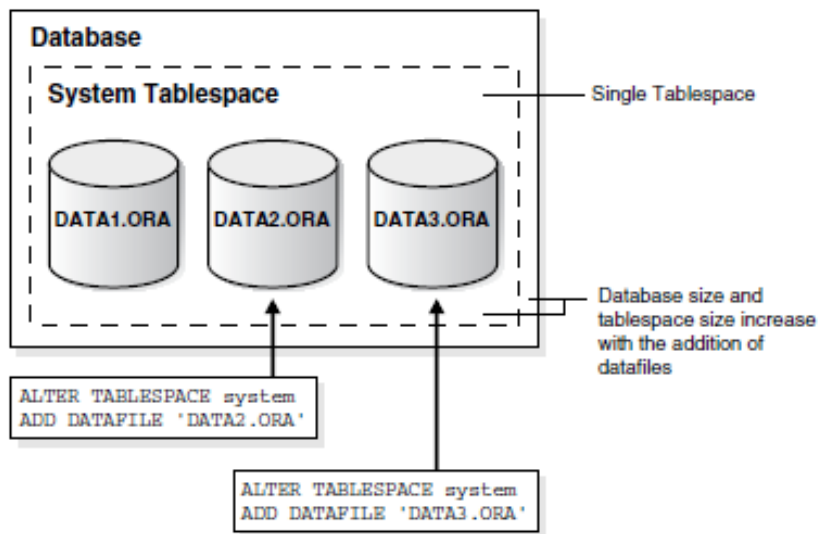 Database
System Tablespace
Single Tablespace
DATA1.ORA
DATA2.ORA
DATA3.ORA
Database size and
tablespace size increase
with the addition of
datafiles
ALTER TABLESPACE system
ADD DATAFILE 'DATA2.ORA'
ALTER TABLESPACE system
ADD DATAFILE 'DATA3.ORA'